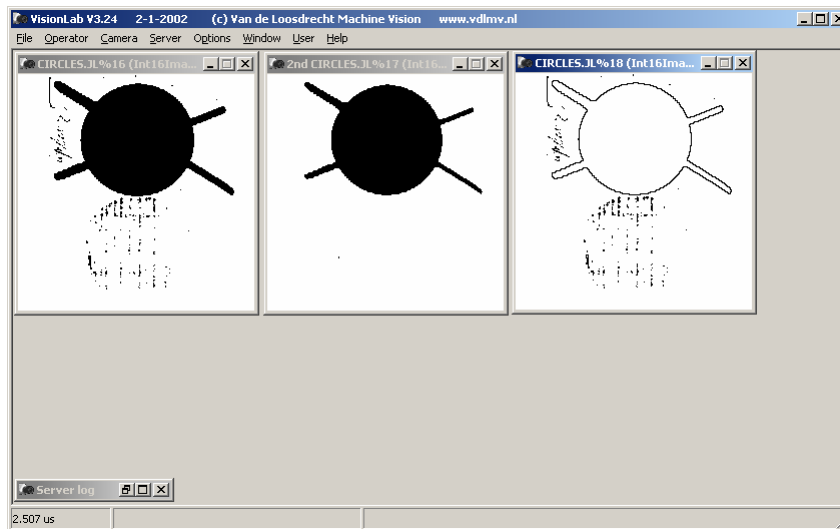 VisionLab V3.24 2-1-2002 (c) Van de Loosdrecht Machine Vision www.vdlmv.nl
File Operator Camera Server Options Window User Help
CIRCLES.JL%16 (Int16Ima...
2nd CIRCLES.JL%17 (Int16...
CIRCLES.JL%18 (Int16Ima...
Server log
2.507 us